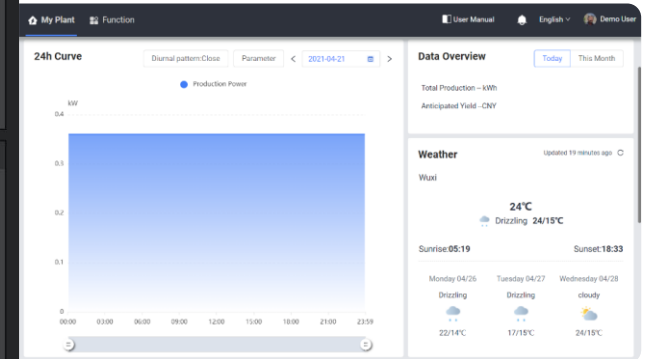 My Plant
Function
User Manual
English
Demo User
24h Curve
Diurnal pattern:Close
Parameter
< 2021-04-21 >
Production Power
kW
0.4
0.3
0.2
0.1
0
00:00 03:00 06:00 09:00 12:00 15:00 18:00 21:00 23:59
Data Overview
Today
This Month
Total Production -- kWh
Anticipated Yield --CNY
Weather
Updated 19 minutes ago
Wuxi
24℃
Drizzling 24/15℃
Sunrise:05:19
Sunset:18:33
Monday 04/26 Tuesday 04/27 Wednesday 04/28
Drizzling Drizzling cloudy
22/14℃ 17/15℃ 24/15℃